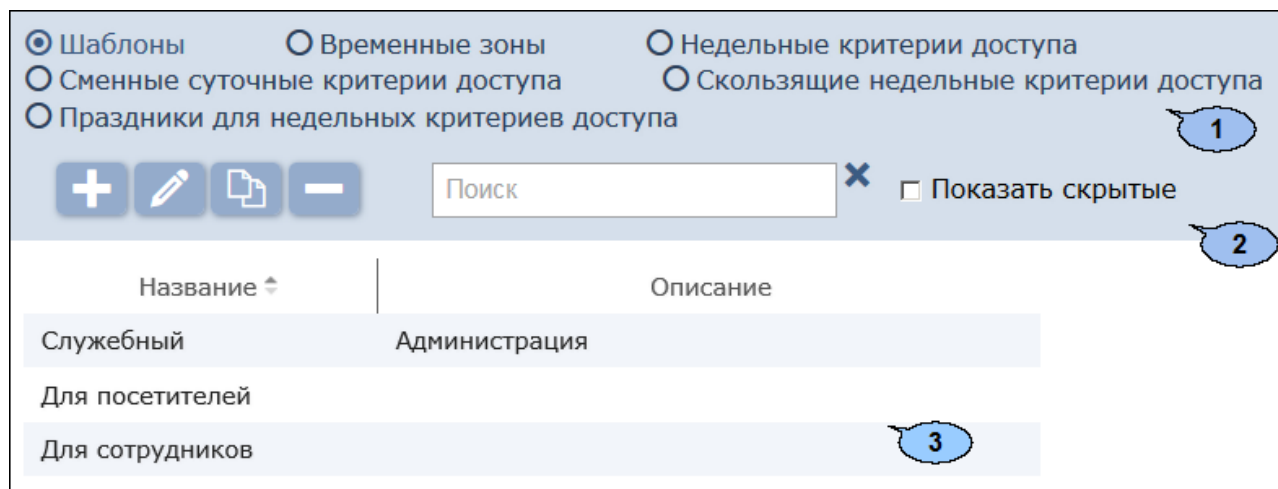 Шаблоны Временные зоны Недельные критерии доступа
Сменные суточные критерии доступа Скользящие недельные критерии доступа
Праздники для недельных критериев доступа
1
Поиск Показать скрытые
2
Название Описание
Служебный Администрация
Для посетителей
Для сотрудников
3